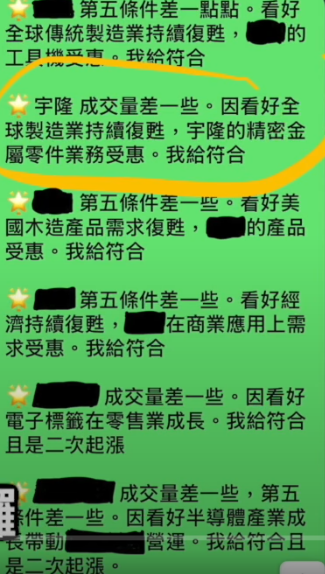 第五條件差一點點。看好
全球傳統製造業持續復甦，的
工具機受惠。我給符合
宇隆 成交量差一些。因看好全
球製造業持續復甦，宇隆的精密金
屬零件業務受惠。我給符合
第五條件差一些。看好美
國木造產品需求復甦，的產品
受惠。我給符合
第五條件差一些。看好經
濟持續復甦，在商業應用上需
求受惠。我給符合
成交量差一些。因看好
電子標籤在零售業成長。我給符合
且是二次起漲
成交量差一些，第五
條件差一些。因看好半導體產業成
長帶動營運。我給符合且
是二次起漲。